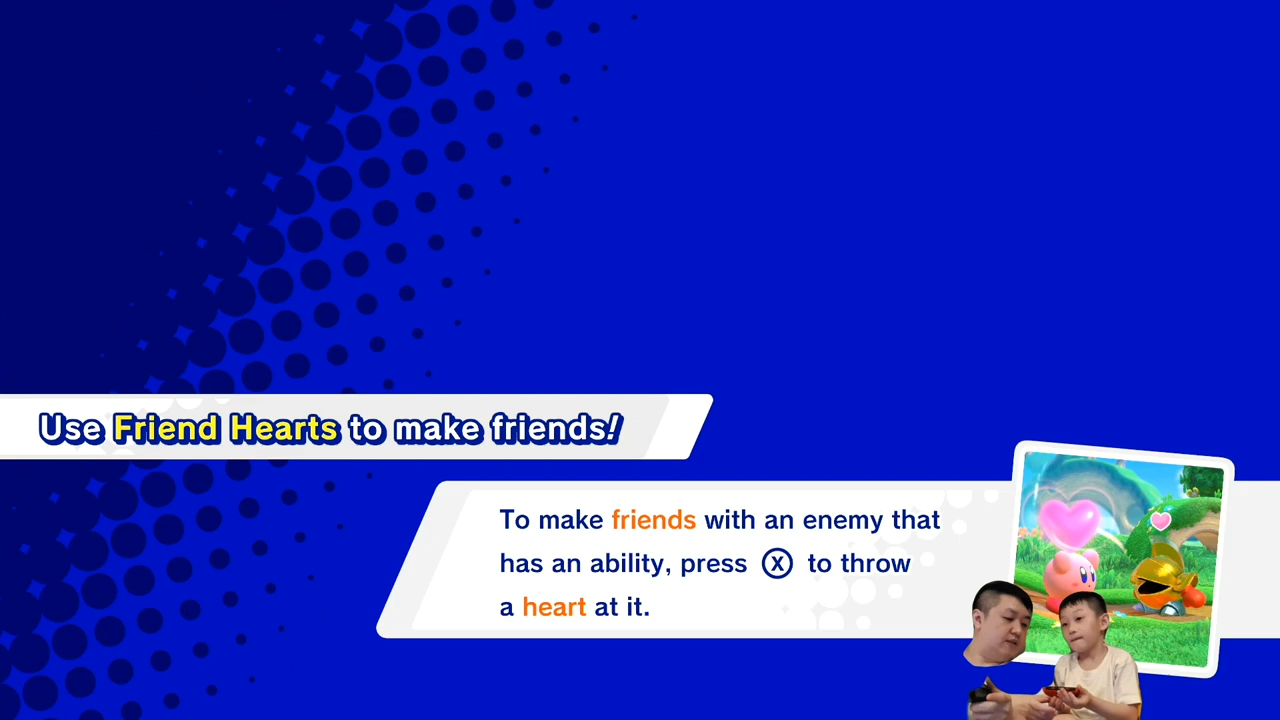 Use Friend Hearts to make friends!
To make friends with an enemy that
has an ability, press Ⓧ to throw
a heart at it.